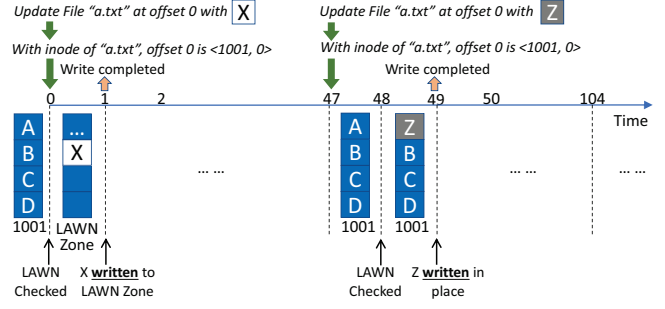 Update File “a.txt” at offset 0 with X
Update File “a.txt” at offset 0 with Z
With inode of “a.txt”, offset 0 is <1001, 0>
With inode of “a.txt”, offset 0 is <1001, 0>
Write completed
Write completed
0 1 2 47 48 49 50 104
Time
A ... A Z
B X B B
... ... ... ... ... ...
C C C
D D D
1001 LAWN 1001 1001
Zone
LAWN X written to LAWN Z written in
Checked LAWN Zone Checked place